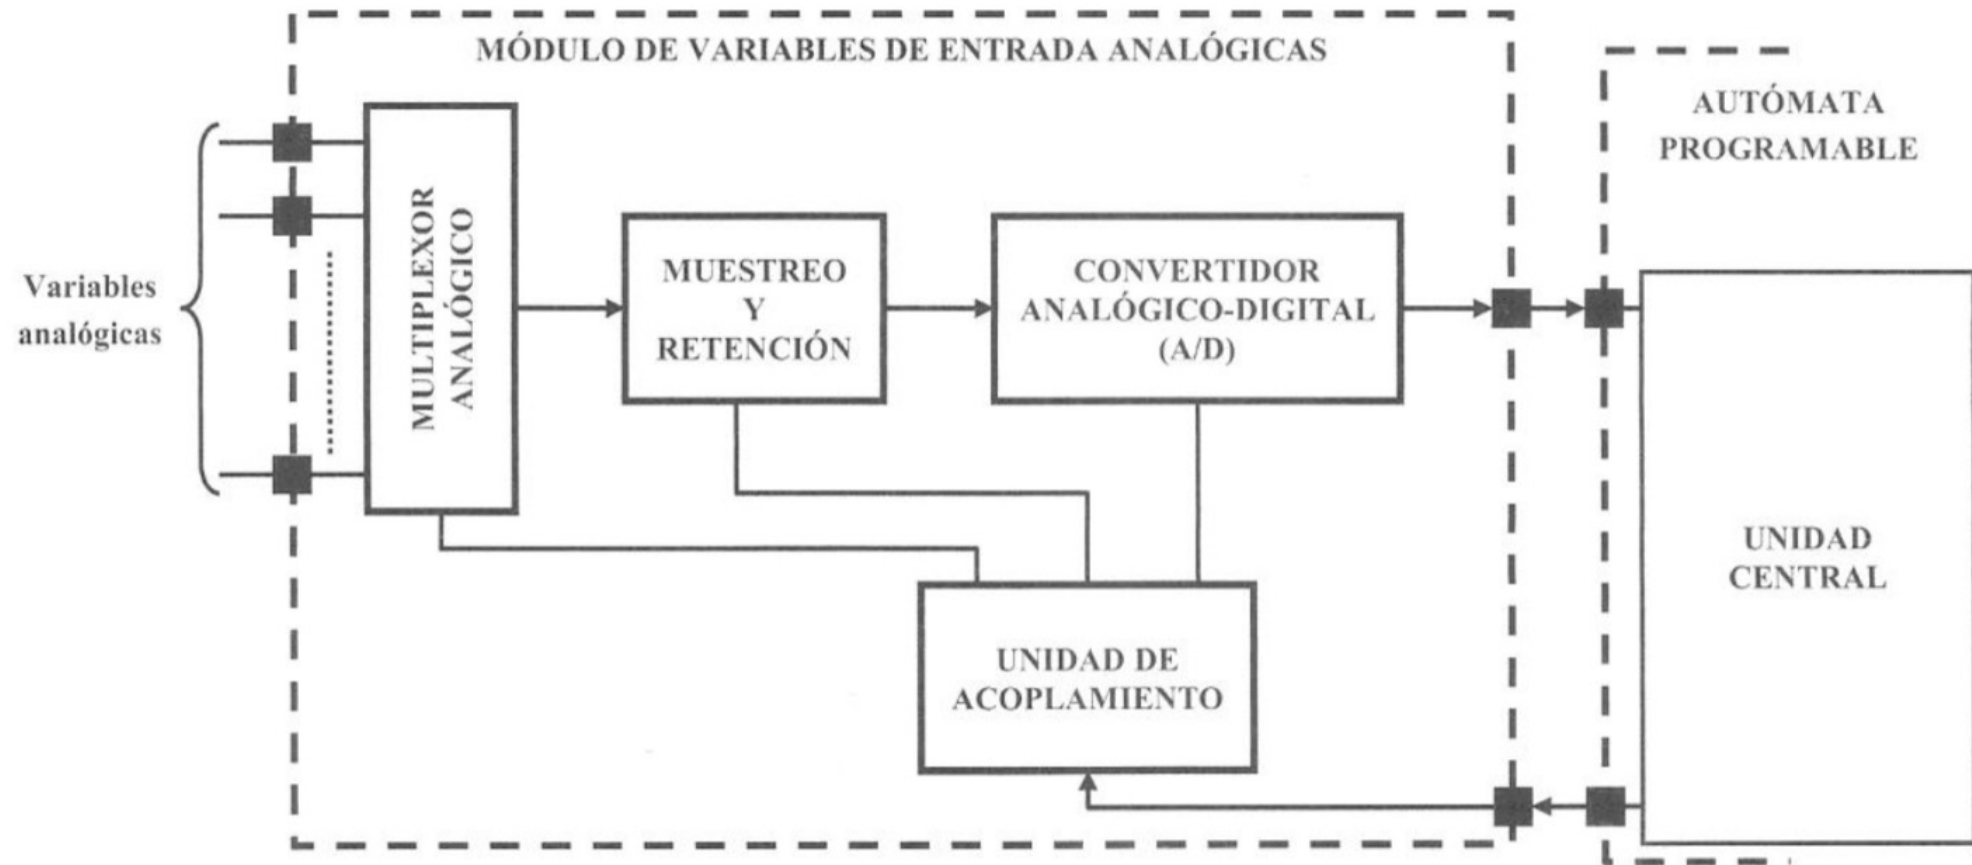 MÓDULO DE VARIABLES DE ENTRADA ANALÓGICAS
AUTÓMATA
PROGRAMABLE
Variables
analógicas
MULTIPLEXOR
ANALÓGICO
MUESTREO
Y
RETENCIÓN
CONVERTIDOR
ANALÓGICO-DIGITAL
(A/D)
UNIDAD
CENTRAL
UNIDAD DE
ACOPLAMIENTO